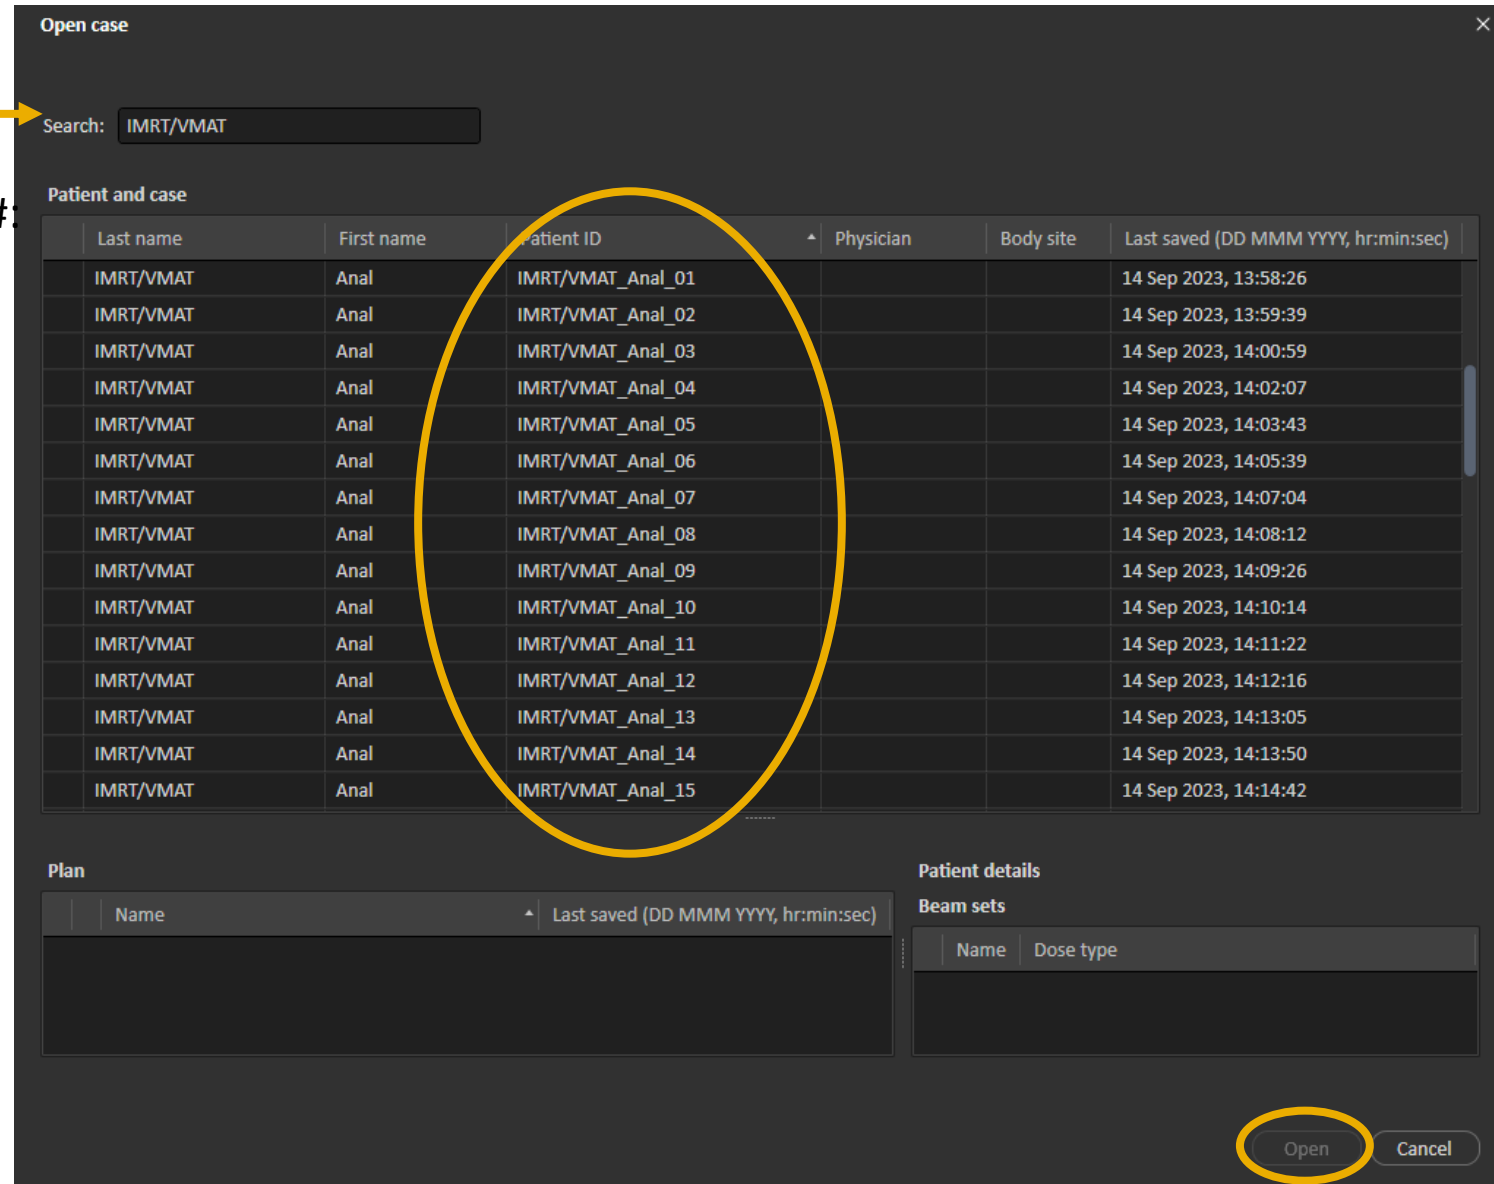 Open case
Search: IMRT/VMAT
#:
Patient and case
Last name First name Patient ID Physician Body site Last saved (DD MMM YYYY, hr:min:sec)
IMRT/VMAT Anal IMRT/VMAT_Anal_01 14 Sep 2023, 13:58:26
IMRT/VMAT Anal IMRT/VMAT_Anal_02 14 Sep 2023, 13:59:39
IMRT/VMAT Anal IMRT/VMAT_Anal_03 14 Sep 2023, 14:00:59
IMRT/VMAT Anal IMRT/VMAT_Anal_04 14 Sep 2023, 14:02:07
IMRT/VMAT Anal IMRT/VMAT_Anal_05 14 Sep 2023, 14:03:43
IMRT/VMAT Anal IMRT/VMAT_Anal_06 14 Sep 2023, 14:05:39
IMRT/VMAT Anal IMRT/VMAT_Anal_07 14 Sep 2023, 14:07:04
IMRT/VMAT Anal IMRT/VMAT_Anal_08 14 Sep 2023, 14:08:12
IMRT/VMAT Anal IMRT/VMAT_Anal_09 14 Sep 2023, 14:09:26
IMRT/VMAT Anal IMRT/VMAT_Anal_10 14 Sep 2023, 14:10:14
IMRT/VMAT Anal IMRT/VMAT_Anal_11 14 Sep 2023, 14:11:22
IMRT/VMAT Anal IMRT/VMAT_Anal_12 14 Sep 2023, 14:12:16
IMRT/VMAT Anal IMRT/VMAT_Anal_13 14 Sep 2023, 14:13:05
IMRT/VMAT Anal IMRT/VMAT_Anal_14 14 Sep 2023, 14:13:50
IMRT/VMAT Anal IMRT/VMAT_Anal_15 14 Sep 2023, 14:14:42
Plan
Name Last saved (DD MMM YYYY, hr:min:sec)
Patient details
Beam sets
Name Dose type
Open Cancel